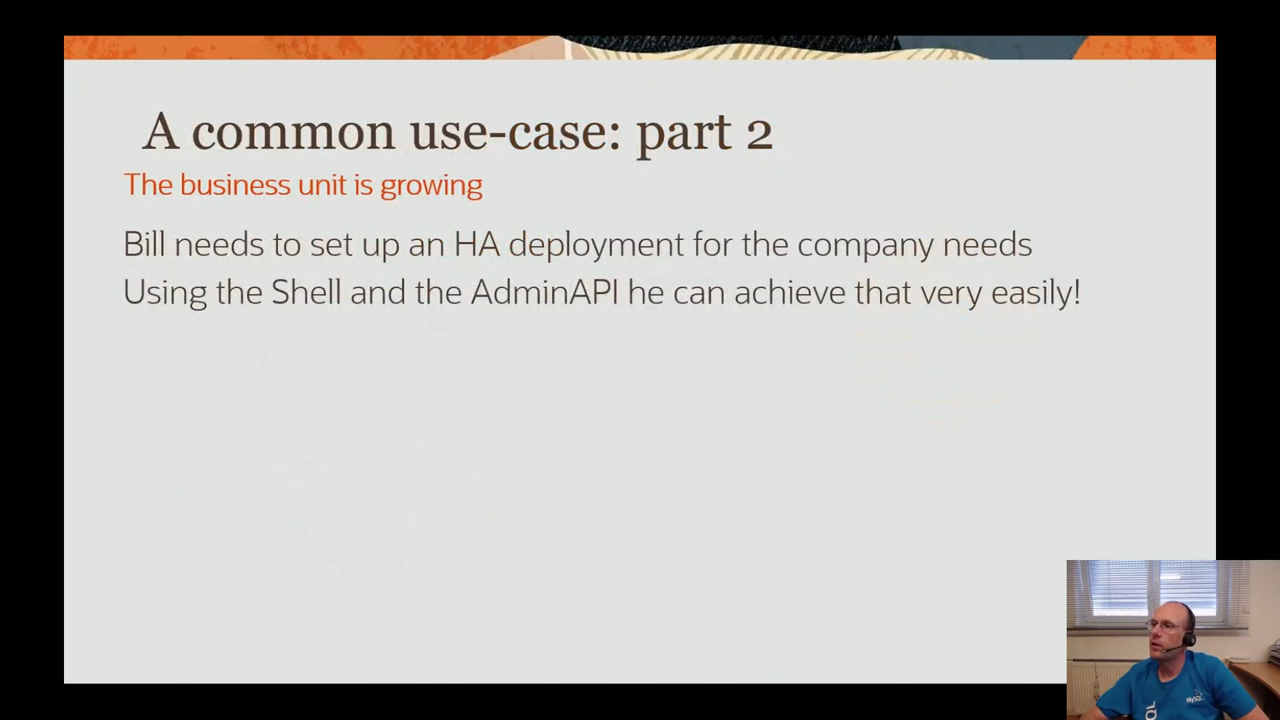 A common use-case: part 2
The business unit is growing
Bill needs to set up an HA deployment for the company needs
Using the Shell and the AdminAPI he can achieve that very easily!
MySQL